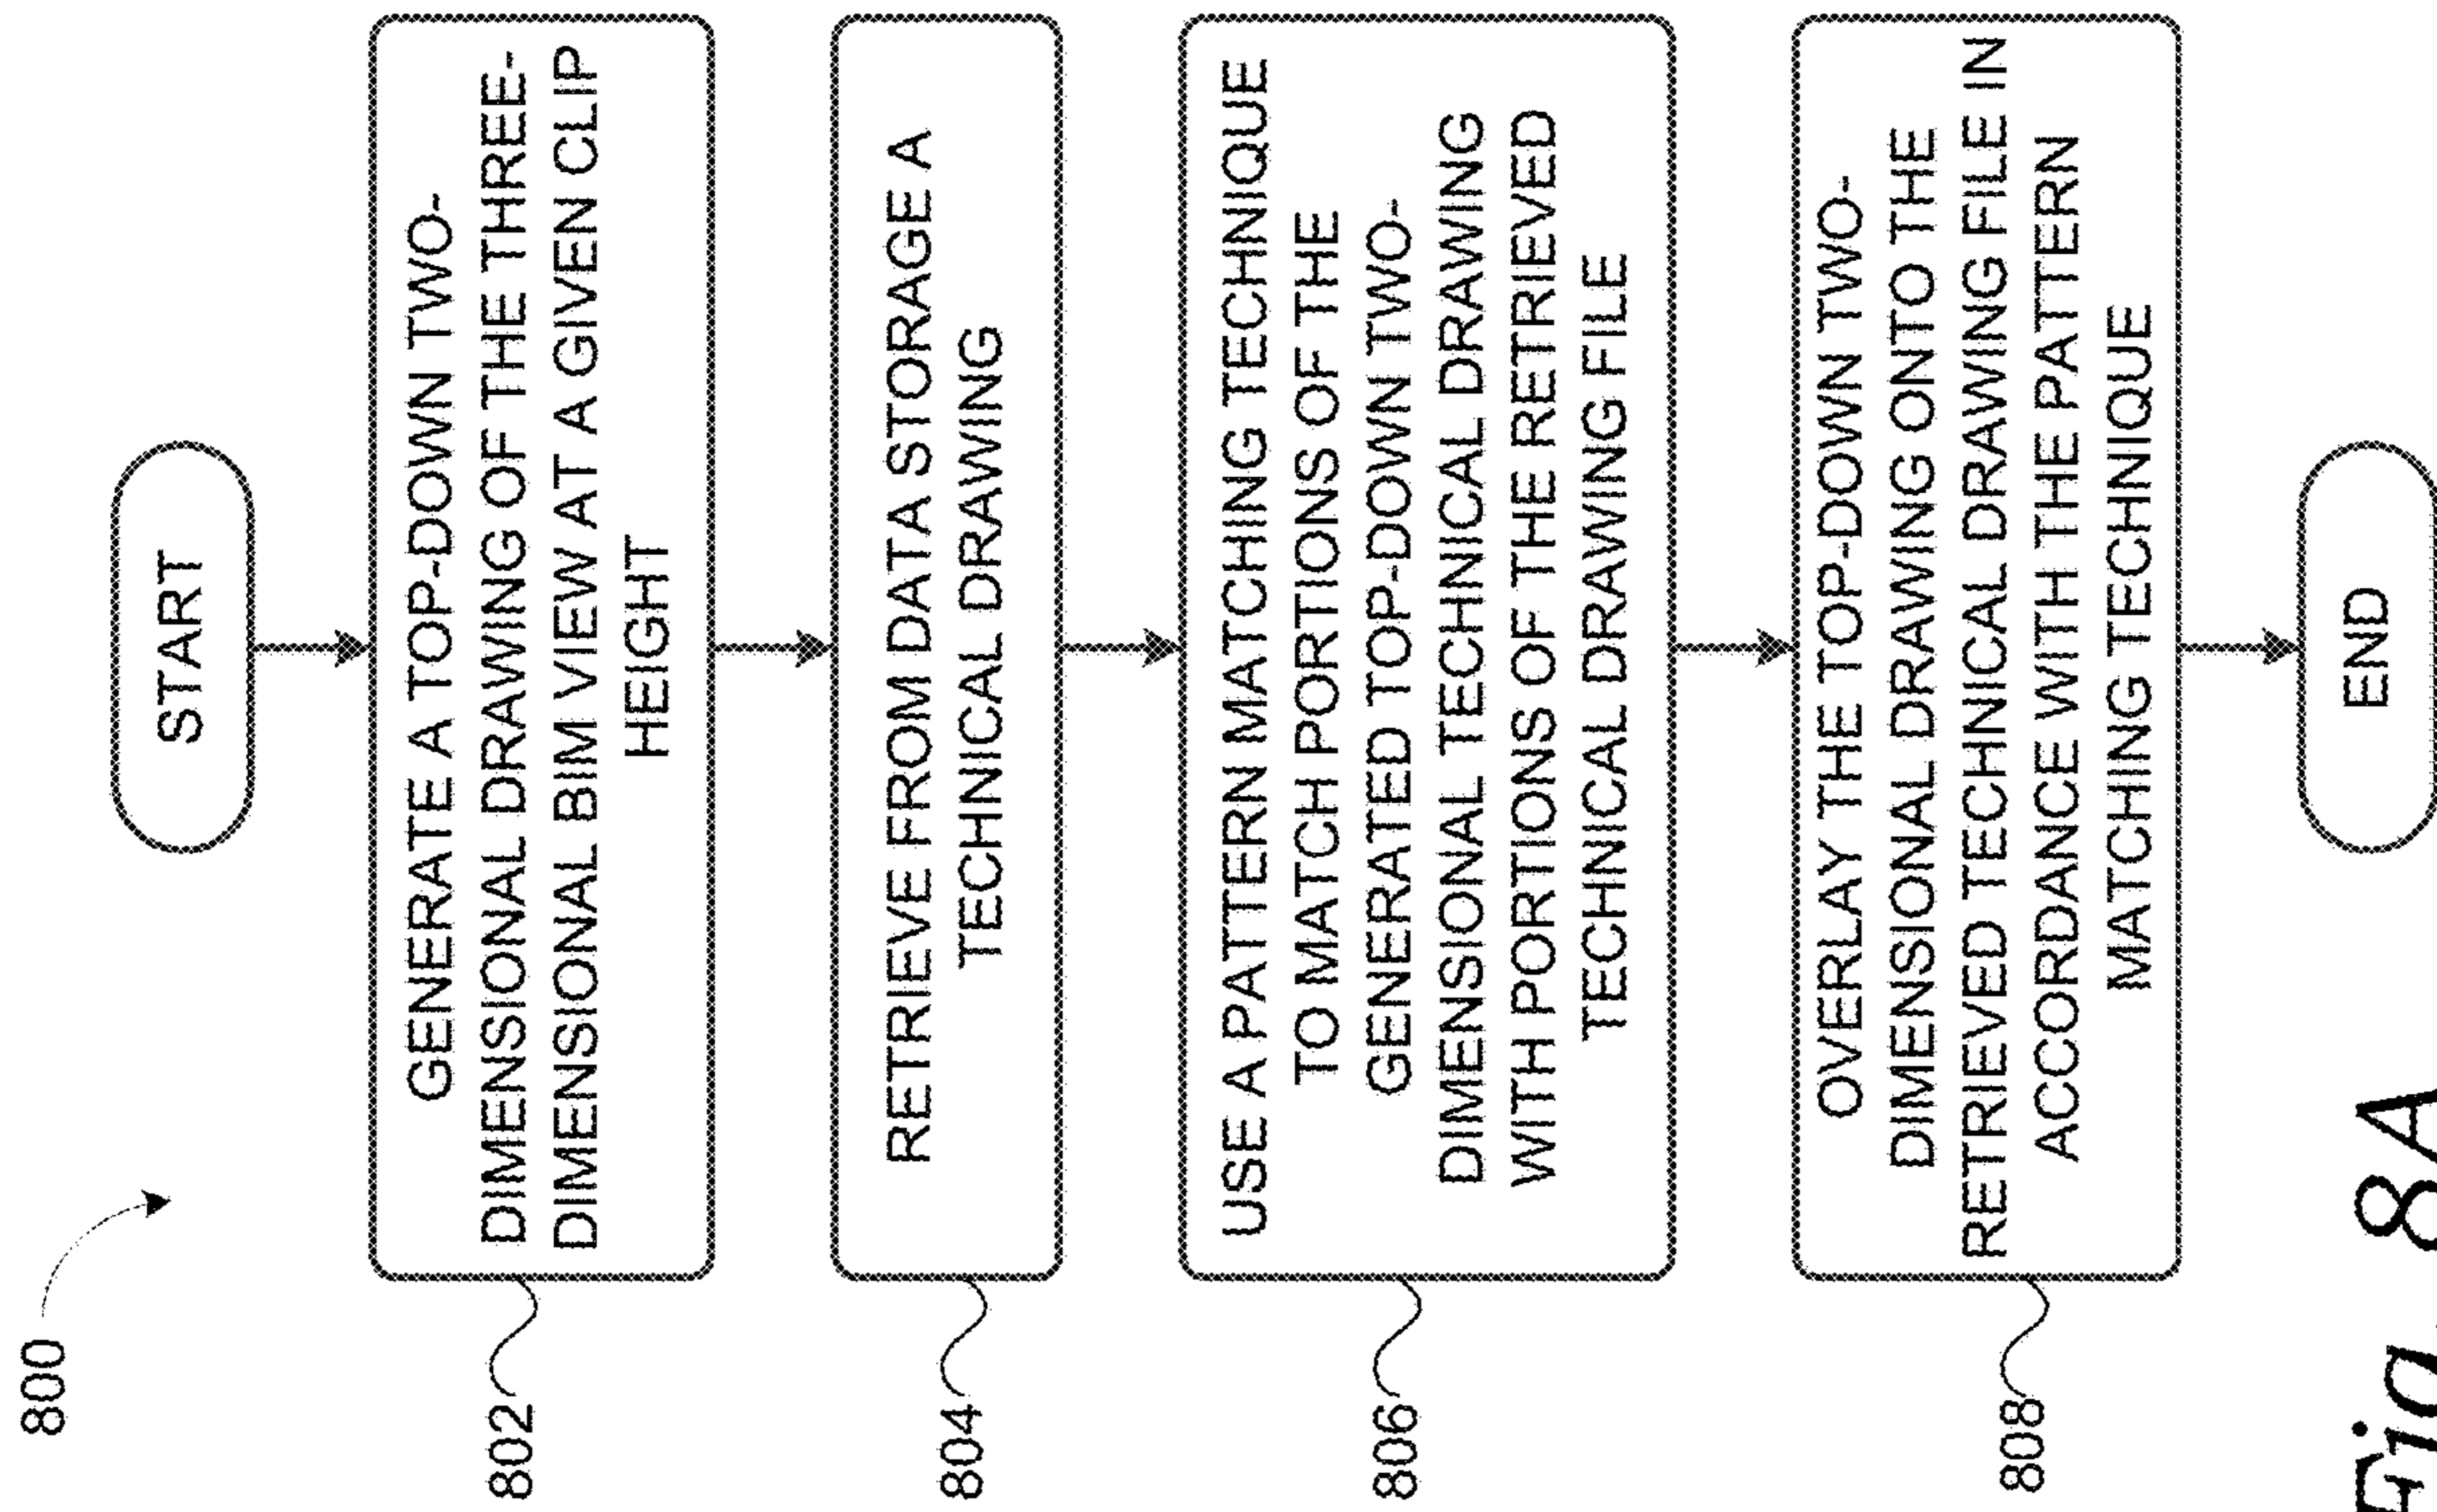 800
START
802
GENERATE A TOP-DOWN TWO-
DIMENSIONAL DRAWING OF THE THREE-
DIMENSIONAL BIM VIEW AT A GIVEN CLIP
HEIGHT
804
RETRIEVE FROM DATA STORAGE A
TECHNICAL DRAWING
806
USE A PATTERN MATCHING TECHNIQUE
TO MATCH PORTIONS OF THE
GENERATED TOP-DOWN TWO-
DIMENSIONAL TECHNICAL DRAWING
WITH PORTIONS OF THE RETRIEVED
TECHNICAL DRAWING FILE
808
OVERLAY THE TOP-DOWN TWO-
DIMENSIONAL DRAWING ONTO THE
RETRIEVED TECHNICAL DRAWING FILE IN
ACCORDANCE WITH THE PATTERN
MATCHING TECHNIQUE
END
Fig. 8A